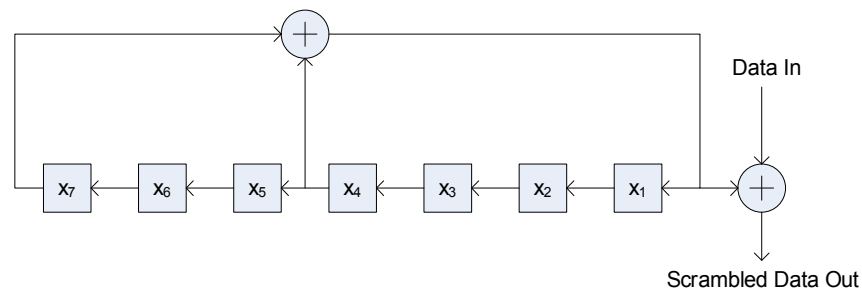 +
Data In
x₇ x₆ x₅ x₄ x₃ x₂ x₁ +
Scrambled Data Out